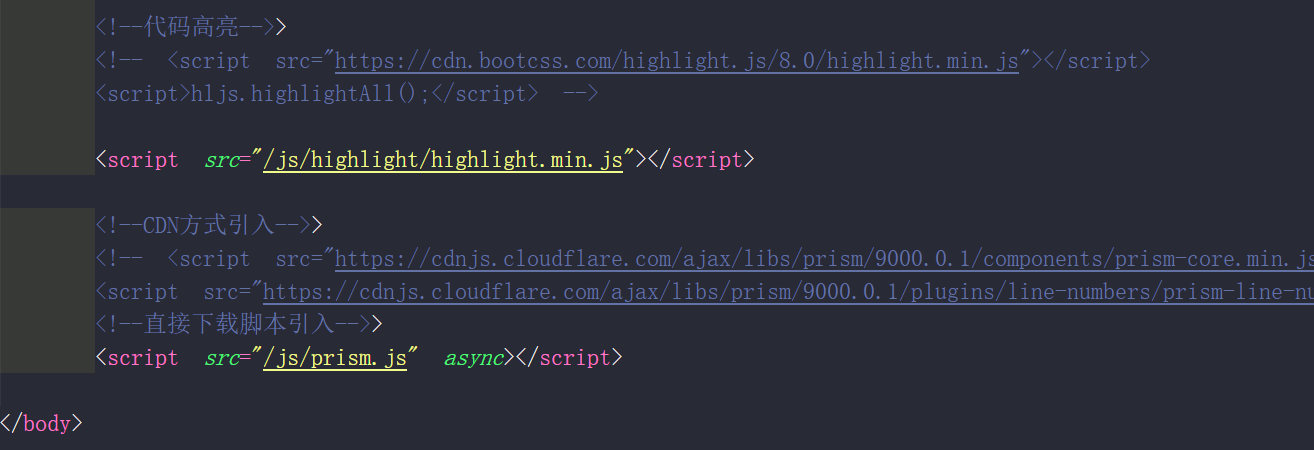 <!--代码高亮-->>
<!--  <script  src="https://cdn.bootcss.com/highlight.js/8.0/highlight.min.js"></script>
<script>hljs.highlightAll();</script>  -->
<script  src="/js/highlight/highlight.min.js"></script>
<!--CDN方式引入-->>
<!--  <script  src="https://cdnjs.cloudflare.com/ajax/libs/prism/9000.0.1/components/prism-core.min.js
<script  src="https://cdnjs.cloudflare.com/ajax/libs/prism/9000.0.1/plugins/line-numbers/prism-line-nu
<!--直接下载脚本引入-->>
<script  src="/js/prism.js"  async></script>
</body>